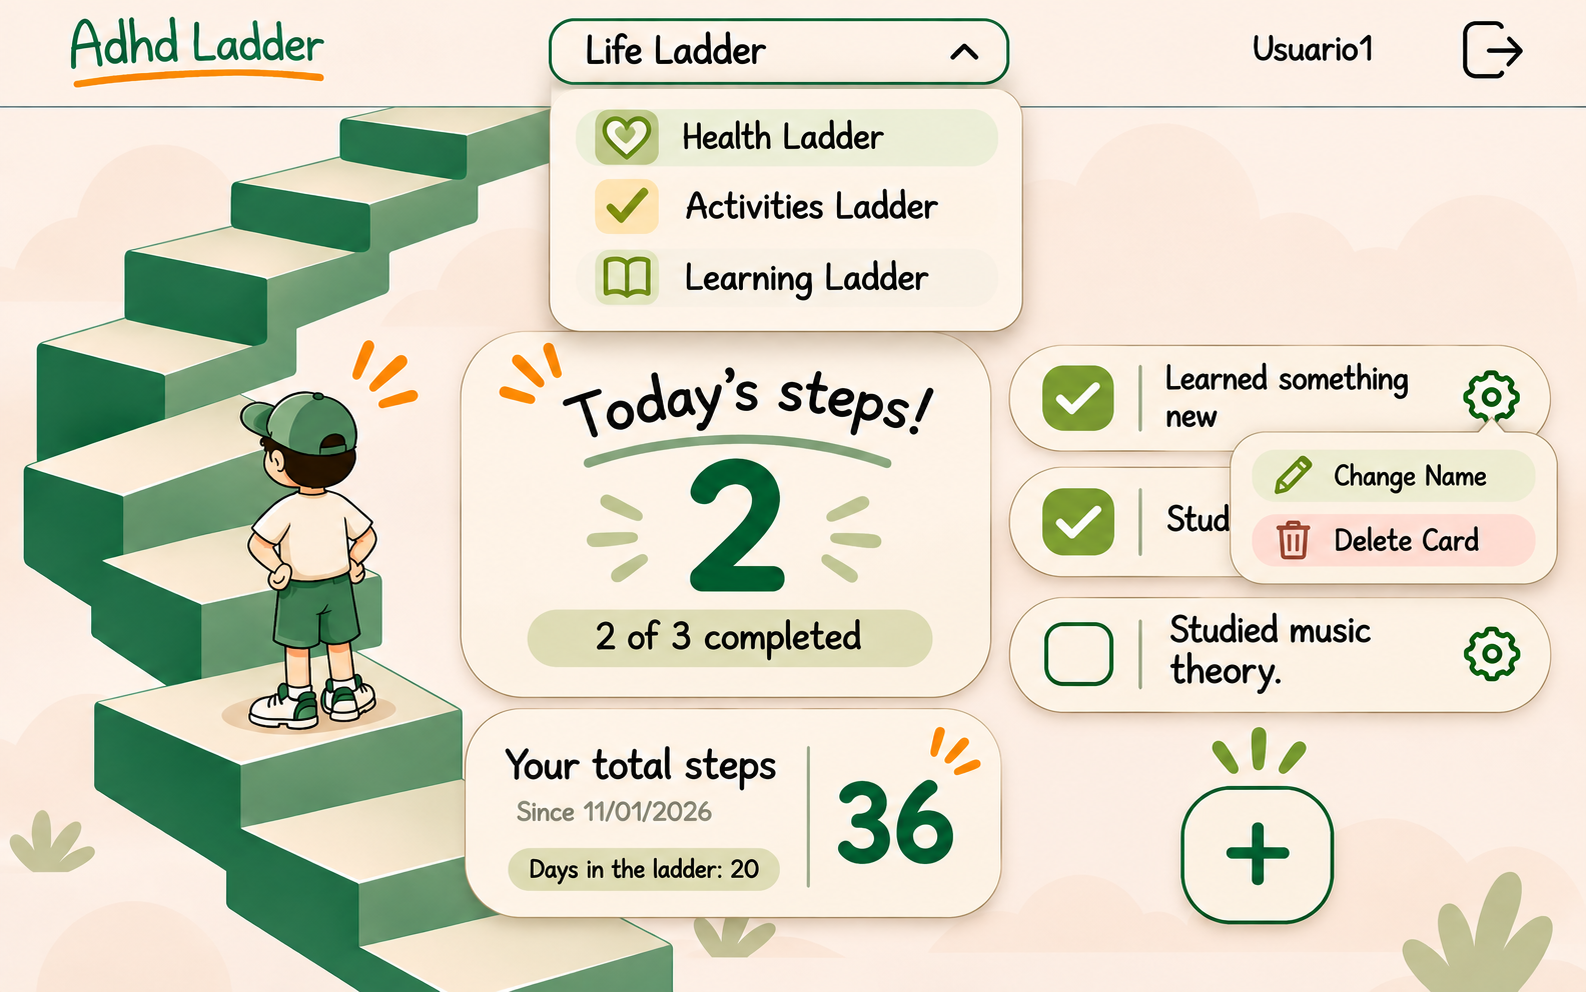 Adhd Ladder
Life Ladder
Usuario1
Health Ladder
Activities Ladder
Learning Ladder
Today's steps!
2
2 of 3 completed
Your total steps
Since 11/01/2026
Days in the ladder: 20
36
Learned something
new
Change Name
Delete Card
Stud
Studied music
theory.